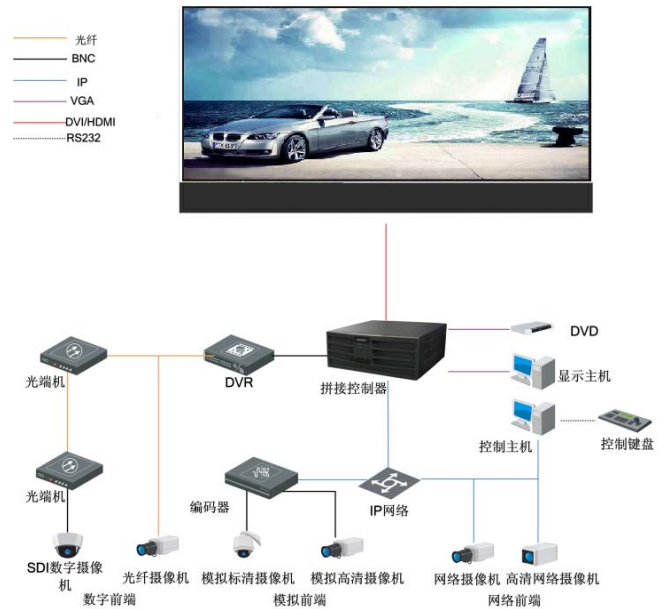 光纤
BNC
IP
VGA
DVI/HDMI
RS232
DVD
光端机
DVR
拼接控制器
显示主机
控制主机
控制键盘
光端机
编码器
IP网络
SDI数字摄像
机
光纤摄像机
模拟标清摄像机
模拟高清摄像机
网络摄像机
高清网络摄像机
数字前端
模拟前端
网络前端